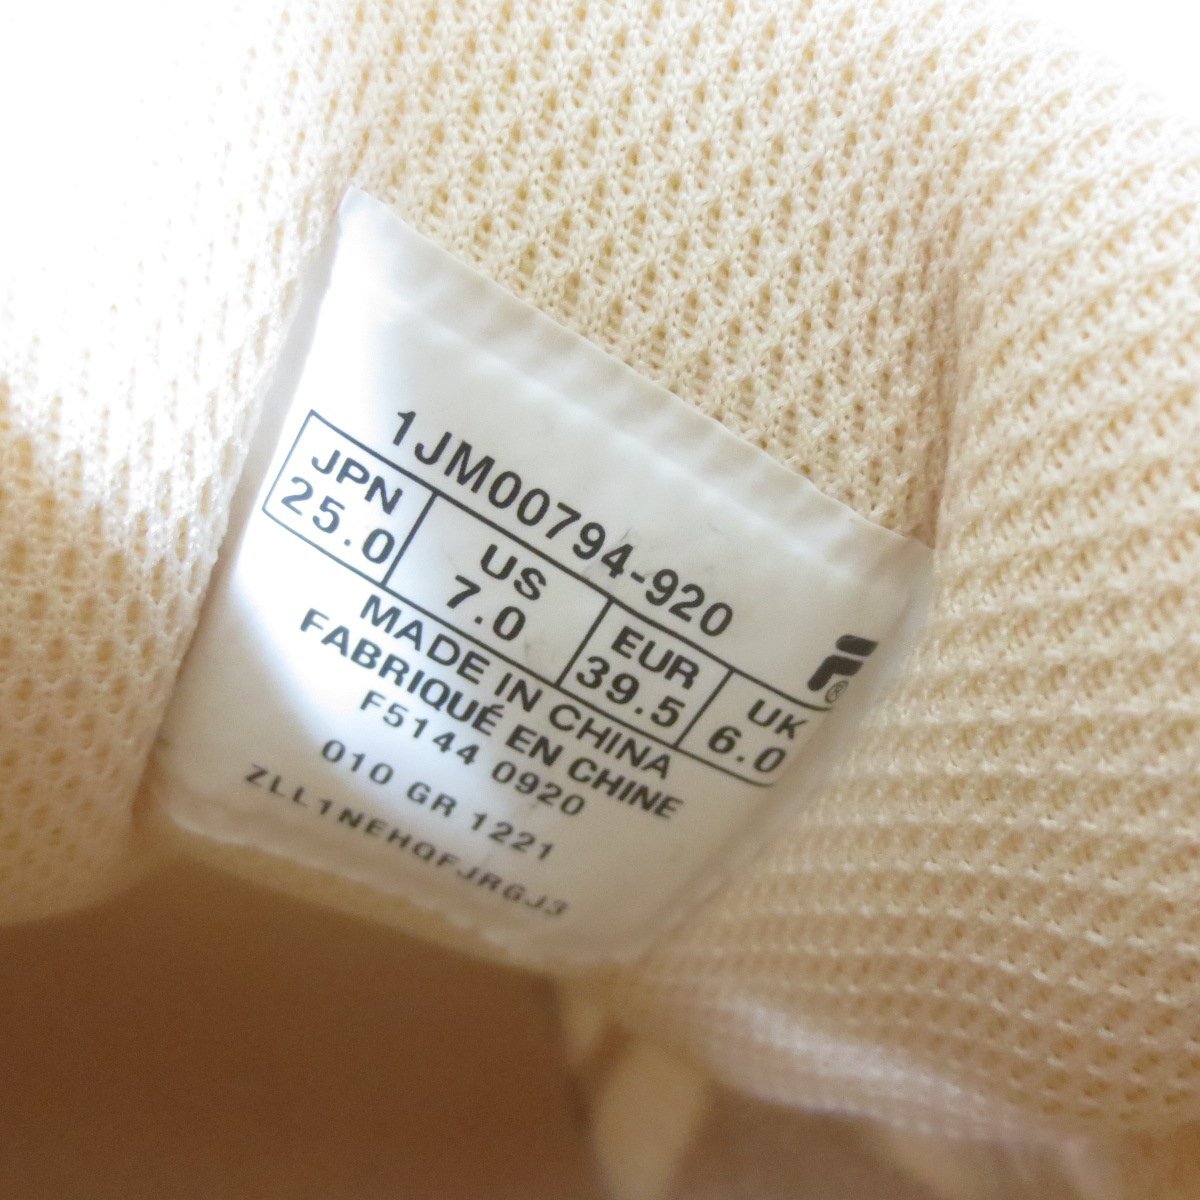 1JM00794-920
JPN US EUR UK
25.0 7.0 39.5 6.0
MADE IN CHINA
FABRIQUÉ EN CHINE
F5144 0920
010 GR 1221
ZLL1NEHQFJRGJ3
F®